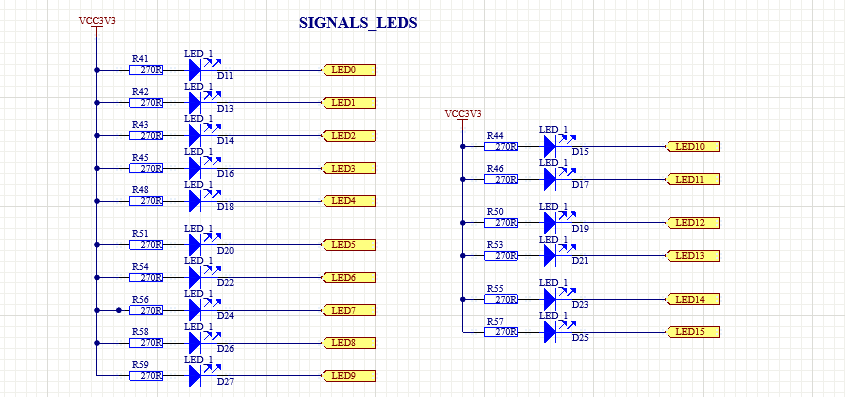 SIGNALS_LEDS
VCC3V3
R41 270R LED_1 D11 LED0
R42 270R LED_1 D13 LED1
R43 270R LED_1 D14 LED2
R45 270R LED_1 D16 LED3
R48 270R LED_1 D18 LED4
R51 270R LED_1 D20 LED5
R54 270R LED_1 D22 LED6
R56 270R LED_1 D24 LED7
R58 270R LED_1 D26 LED8
R59 270R LED_1 D27 LED9
VCC3V3
R44 270R LED_1 D15 LED10
R46 270R LED_1 D17 LED11
R50 270R LED_1 D19 LED12
R53 270R LED_1 D21 LED13
R55 270R LED_1 D23 LED14
R57 270R LED_1 D25 LED15